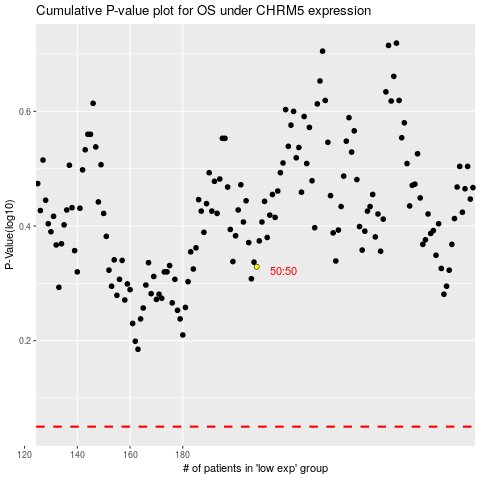 Cumulative P-value plot for OS under CHRM5 expression
P-Value(log10)
0.6
0.4
0.2
50:50
120 140 160 180
# of patients in 'low exp' group